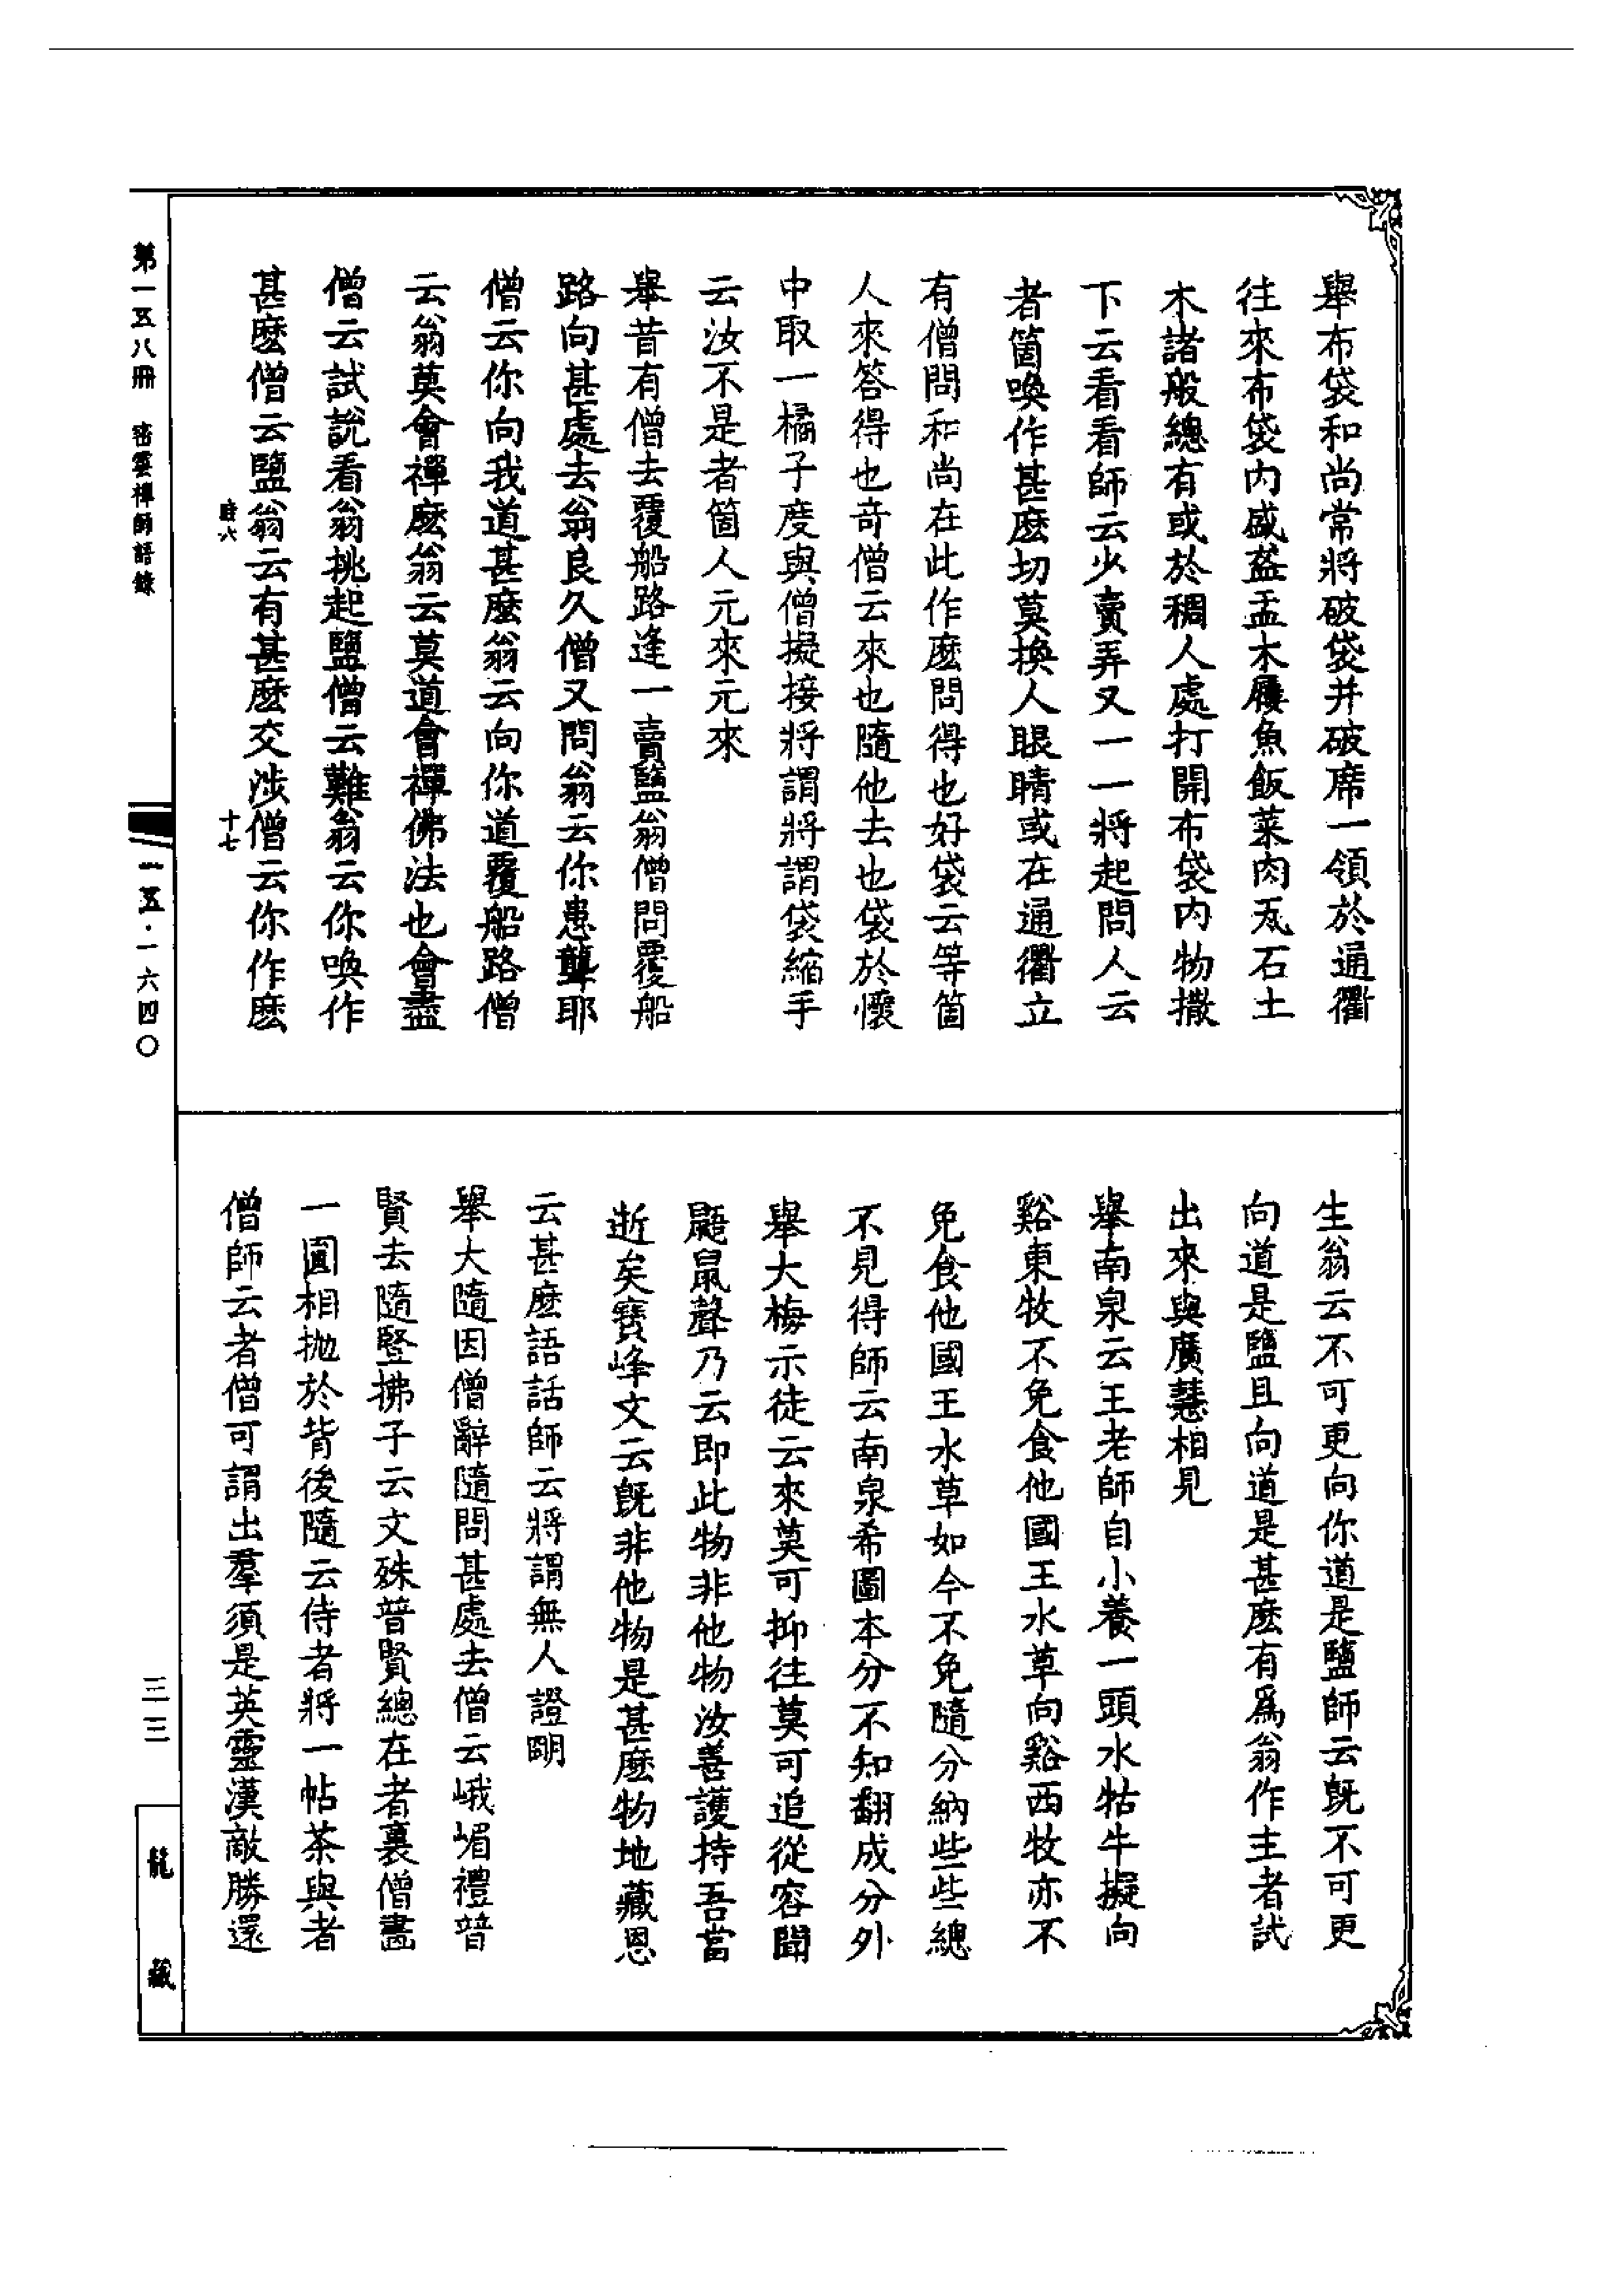 舉布袋和尚常將破袋并破席一領於通衢
往來布袋內盛盔盂木屨魚飯菜肉瓦石土
木諸般總有或於稠人處打開布袋內物撒
下云看看師云少賣弄又一一將起問人云
者箇喚作甚麽切莫換人眼睛或在通衢立
有僧問和尚在此作麽問得也好袋云等箇
人來答得也奇僧云來也隨他去也袋於懷
中取一橘子度與僧擬接將謂將謂袋縮手
云汝不是者箇人元來元來
舉昔有僧去覆船路逢一賣鹽翁僧問覆船
路向甚處去翁良久僧又問翁云你患聾耶
僧云你向我道甚麽翁云向你道覆船路僧
云翁莫會禪麽翁云莫道會禪佛法也會盡
僧云試說看翁挑起鹽僧云難翁云你喚作
甚麽僧云鹽翁云有甚麽交涉僧云你作麽
生翁云不可更向你道是鹽師云旣不可更
向道是鹽且向道是甚麽有爲翁作主者試
出來與廣慧相見
舉南泉云王老師自小養一頭水牯牛擬向
谿東牧不免食他國王水草向谿西牧亦不
免食他國王水草如今不免隨分納些些總
不見得師云南泉希圖本分不知翻成分外
舉大梅示徒云來莫可抑往莫可追從容聞
鼯鼠聲乃云即此物非他物汝善護持吾當
逝矣寶峰文云旣非他物是甚麽物地藏恩
云甚麽語話師云將謂無人證明
舉大隨因僧辭隨問甚處去僧云峨嵋禮普
賢去隨豎拂子云文殊普賢總在者裏僧畫
一圓相拋於背後隨云侍者將一帖茶與者
僧師云者僧可謂出羣須是英靈漢敵勝還
第一五八冊 密雲禪師語錄
十七
一五·一六四〇
三三
龍藏